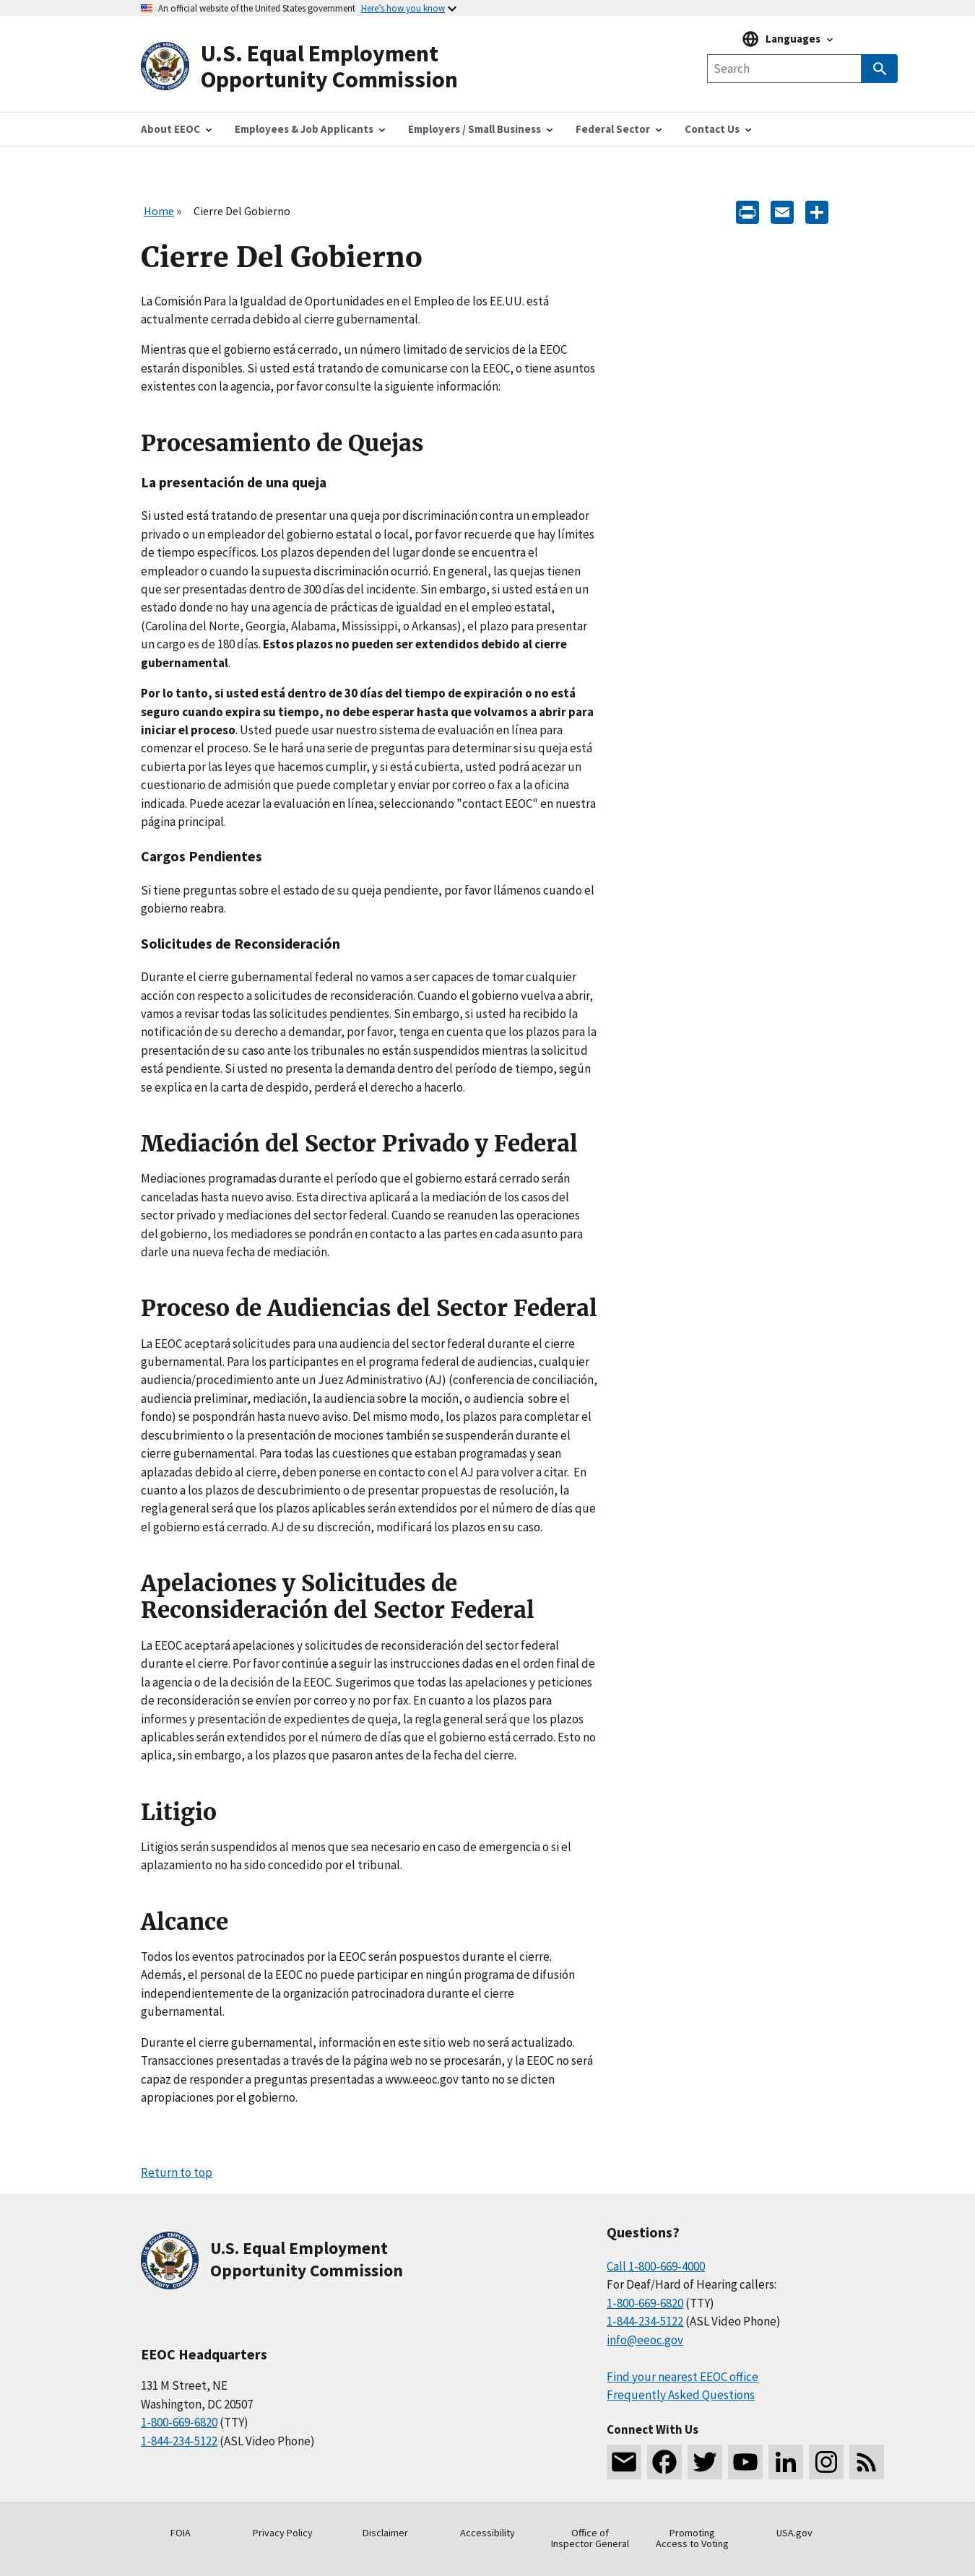 An official website of the United States government Here's how you know
Languages
U.S. Equal Employment
Opportunity Commission
Search
About EEOC Employees & Job Applicants Employers / Small Business Federal Sector Contact Us
Home » Cierre Del Gobierno
Cierre Del Gobierno
La Comisión Para la Igualdad de Oportunidades en el Empleo de los EE.UU. está
actualmente cerrada debido al cierre gubernamental.
Mientras que el gobierno está cerrado, un número limitado de servicios de la EEOC
estarán disponibles. Si usted está tratando de comunicarse con la EEOC, o tiene asuntos
existentes con la agencia, por favor consulte la siguiente información:
Procesamiento de Quejas
La presentación de una queja
Si usted está tratando de presentar una queja por discriminación contra un empleador
privado o un empleador del gobierno estatal o local, por favor recuerde que hay límites
de tiempo específicos. Los plazos dependen del lugar donde se encuentra el
empleador o cuando la supuesta discriminación ocurrió. En general, las quejas tienen
que ser presentadas dentro de 300 días del incidente. Sin embargo, si usted está en un
estado donde no hay una agencia de prácticas de igualdad en el empleo estatal,
(Carolina del Norte, Georgia, Alabama, Mississippi, o Arkansas), el plazo para presentar
un cargo es de 180 días. Estos plazos no pueden ser extendidos debido al cierre
gubernamental.
Por lo tanto, si usted está dentro de 30 días del tiempo de expiración o no está
seguro cuando expira su tiempo, no debe esperar hasta que volvamos a abrir para
iniciar el proceso. Usted puede usar nuestro sistema de evaluación en línea para
comenzar el proceso. Se le hará una serie de preguntas para determinar si su queja está
cubierta por las leyes que hacemos cumplir, y si está cubierta, usted podrá acezar un
cuestionario de admisión que puede completar y enviar por correo o fax a la oficina
indicada. Puede acezar la evaluación en línea, seleccionando "contact EEOC" en nuestra
página principal.
Cargos Pendientes
Si tiene preguntas sobre el estado de su queja pendiente, por favor llámenos cuando el
gobierno reabra.
Solicitudes de Reconsideración
Durante el cierre gubernamental federal no vamos a ser capaces de tomar cualquier
acción con respecto a solicitudes de reconsideración. Cuando el gobierno vuelva a abrir,
vamos a revisar todas las solicitudes pendientes. Sin embargo, si usted ha recibido la
notificación de su derecho a demandar, por favor, tenga en cuenta que los plazos para la
presentación de su caso ante los tribunales no están suspendidos mientras la solicitud
está pendiente. Si usted no presenta la demanda dentro del período de tiempo, según
se explica en la carta de despido, perderá el derecho a hacerlo.
Mediación del Sector Privado y Federal
Mediaciones programadas durante el período que el gobierno estará cerrado serán
canceladas hasta nuevo aviso. Esta directiva aplicará a la mediación de los casos del
sector privado y mediaciones del sector federal. Cuando se reanuden las operaciones
del gobierno, los mediadores se pondrán en contacto a las partes en cada asunto para
darle una nueva fecha de mediación.
Proceso de Audiencias del Sector Federal
La EEOC aceptará solicitudes para una audiencia del sector federal durante el cierre
gubernamental. Para los participantes en el programa federal de audiencias, cualquier
audiencia/procedimiento ante un Juez Administrativo (AJ) (conferencia de conciliación,
audiencia preliminar, mediación, la audiencia sobre la moción, o audiencia sobre el
fondo) se pospondrán hasta nuevo aviso. Del mismo modo, los plazos para completar el
descubrimiento o la presentación de mociones también se suspenderán durante el
cierre gubernamental. Para todas las cuestiones que estaban programadas y sean
aplazadas debido al cierre, deben ponerse en contacto con el AJ para volver a citar. En
cuanto a los plazos de descubrimiento o de presentar propuestas de resolución, la
regla general será que los plazos aplicables serán extendidos por el número de días que
el gobierno está cerrado. AJ de su discreción, modificará los plazos en su caso.
Apelaciones y Solicitudes de
Reconsideración del Sector Federal
La EEOC aceptará apelaciones y solicitudes de reconsideración del sector federal
durante el cierre. Por favor continúe a seguir las instrucciones dadas en el orden final de
la agencia o de la decisión de la EEOC. Sugerimos que todas las apelaciones y peticiones
de reconsideración se envíen por correo y no por fax. En cuanto a los plazos para
informes y presentación de expedientes de queja, la regla general será que los plazos
aplicables serán extendidos por el número de días que el gobierno está cerrado. Esto no
aplica, sin embargo, a los plazos que pasaron antes de la fecha del cierre.
Litigio
Litigios serán suspendidos al menos que sea necesario en caso de emergencia o si el
aplazamiento no ha sido concedido por el tribunal.
Alcance
Todos los eventos patrocinados por la EEOC serán pospuestos durante el cierre.
Además, el personal de la EEOC no puede participar en ningún programa de difusión
independientemente de la organización patrocinadora durante el cierre
gubernamental.
Durante el cierre gubernamental, información en este sitio web no será actualizado.
Transacciones presentadas a través de la página web no se procesarán, y la EEOC no será
capaz de responder a preguntas presentadas a www.eeoc.gov tanto no se dicten
apropiaciones por el gobierno.
Return to top
U.S. Equal Employment
Opportunity Commission
EEOC Headquarters
131 M Street, NE
Washington, DC 20507
1-800-669-6820 (TTY)
1-844-234-5122 (ASL Video Phone)
Questions?
Call 1-800-669-4000
For Deaf/Hard of Hearing callers:
1-800-669-6820 (TTY)
1-844-234-5122 (ASL Video Phone)
info@eeoc.gov
Find your nearest EEOC office
Frequently Asked Questions
Connect With Us
FOIA Privacy Policy Disclaimer Accessibility Office of Promoting USA.gov
Inspector General Access to Voting